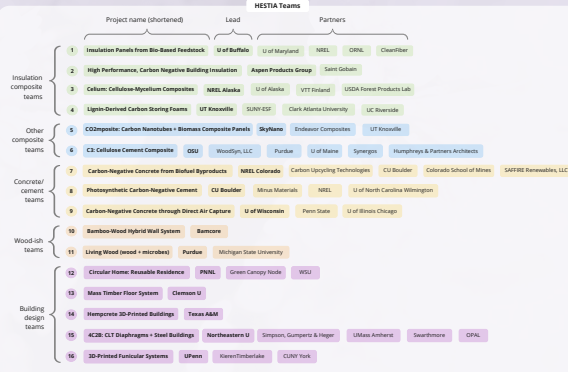 HESTIA Teams
Project name (shortened) Lead Partners
Insulation composite teams
1 Insulation Panels from Bio-Based Feedstock U of Buffalo U of Maryland NREL ORNL CleanFiber
2 High Performance, Carbon Negative Building Insulation Aspen Products Group Saint Gobain
3 Celium: Cellulose-Mycelium Composites NREL Alaska U of Alaska VTT Finland USDA Forest Products Lab
4 Lignin-Derived Carbon Storing Foams UT Knoxville SUNY-ESF Clark Atlanta University UC Riverside
Other composite teams
5 CO2mposite: Carbon Nanotubes + Biomass Composite Panels SkyNano Endeavor Composites UT Knoxville
6 C3: Cellulose Cement Composite OSU WoodSyn, LLC Purdue U of Maine Synergos Humphreys & Partners Architects
Concrete/ cement teams
7 Carbon-Negative Concrete from Biofuel Byproducts NREL Colorado Carbon Upcycling Technologies CU Boulder Colorado School of Mines SAFFIRE Renewables, LLC
8 Photosynthetic Carbon-Negative Cement CU Boulder Minus Materials NREL U of North Carolina Wilmington
9 Carbon-Negative Concrete through Direct Air Capture U of Wisconsin Penn State U of Illinois Chicago
Wood-ish teams
10 Bamboo-Wood Hybrid Wall System Bamcore
11 Living Wood (wood + microbes) Purdue Michigan State University
Building design teams
12 Circular Home: Reusable Residence PNNL Green Canopy Node WSU
13 Mass Timber Floor System Clemson U
14 Hempcrete 3D-Printed Buildings Texas A&M
15 4C2B: CLT Diaphragms + Steel Buildings Northeastern U Simpson, Gumpertz & Heger UMass Amherst Swarthmore OPAL
16 3D-Printed Funicular Systems UPenn KieranTimberlake CUNY York